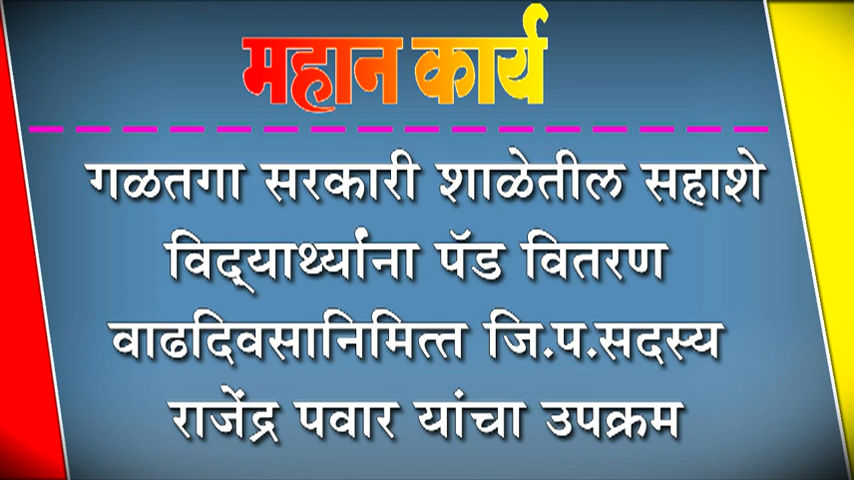 महान कार्य
गळतगा सरकारी शाळेतील सहाशे
विद्यार्थ्यांना पॅड वितरण
वाढदिवसानिमित्त जि.प.सदस्य
राजेंद्र पवार यांचा उपक्रम